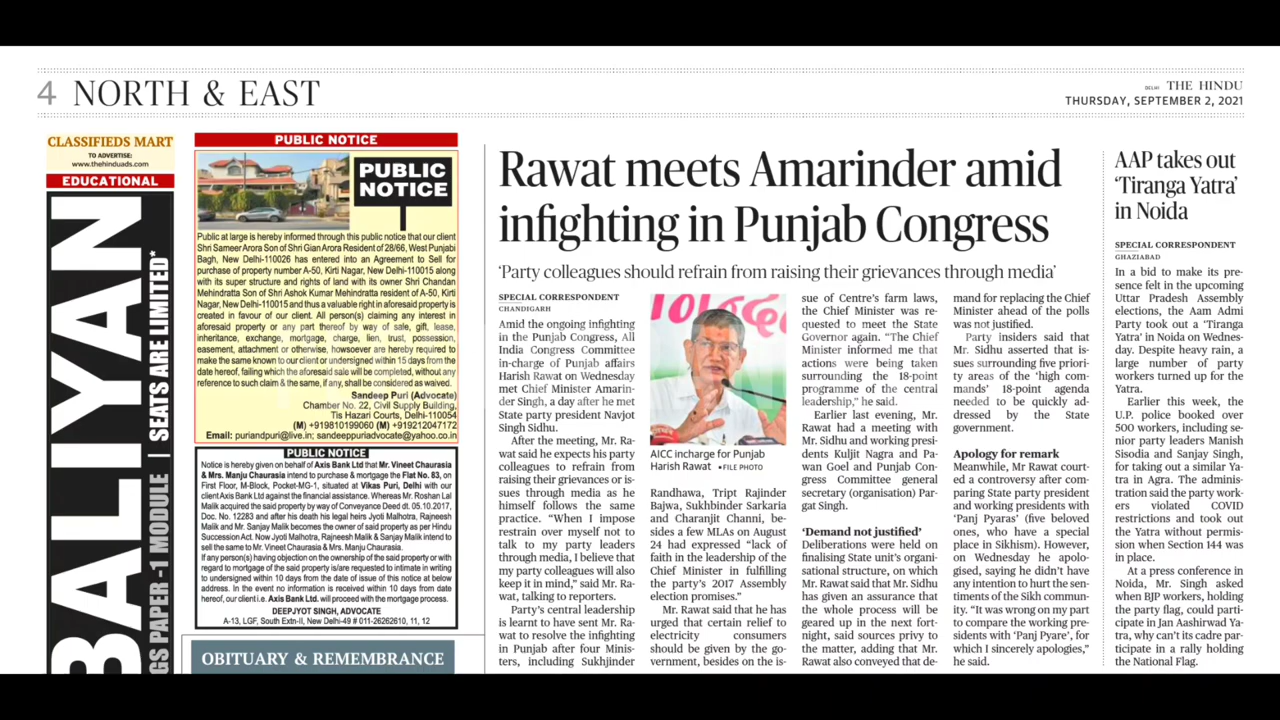 4 NORTH & EAST
DELHI THE HINDU
THURSDAY, SEPTEMBER 2, 2021
CLASSIFIEDS MART
TO ADVERTISE:
www.thehinduads.com
EDUCATIONAL
BALIYAN
GS PAPER -1 MODULE | SEATS ARE LIMITED*
PUBLIC NOTICE
PUBLIC
NOTICE
Public at large is hereby informed through this public notice that our client
Shri Sameer Arora Son of Shri Gian Arora Resident of 28/66, West Punjabi
Bagh, New Delhi-110026 has entered into an Agreement to Sell for
purchase of property number A-50, Kirti Nagar, New Delhi-110015 along
with its super structure and rights of land with its owner Shri Chandan
Mehindratta Son of Shri Ashok Kumar Mehindratta resident of A-50, Kirti
Nagar, New Delhi-110015 and thus a valuable right in aforesaid property is
created in favour of our client. All person(s) claiming any interest in
aforesaid property or any part thereof by way of sale, gift, lease,
inheritance, exchange, mortgage, charge, lien, trust, possession,
easement, attachment or otherwise, howsoever are hereby required to
make the same known to our client or undersigned within 15 days from the
date hereof, failing which the aforesaid sale will be completed, without any
reference to such claim & the same, if any, shall be considered as waived.
Sandeep Puri (Advocate)
Chamber No. 22, Civil Supply Building,
Tis Hazari Courts, Delhi-110054
(M) +919810199060 (M) +919212047172
Email: puriandpuri@live.in; sandeeppuriadvocate@yahoo.co.in
PUBLIC NOTICE
Notice is hereby given on behalf of Axis Bank Ltd that Mr. Vineet Chaurasia
& Mrs. Manju Chaurasia intend to purchase & mortgage the Flat No. 83, on
First Floor, M-Block, Pocket-MG-1, situated at Vikas Puri, Delhi with our
client Axis Bank Ltd against the financial assistance. Whereas Mr. Roshan Lal
Malik acquired the said property by way of Conveyance Deed dt. 05.10.2017,
Doc. No. 12283 and after his death his legal heirs Jyoti Malhotra, Rajneesh
Malik and Mr. Sanjay Malik becomes the owner of said property as per Hindu
Succession Act. Now Jyoti Malhotra, Rajneesh Malik & Sanjay Malik intend to
sell the same to Mr. Vineet Chaurasia & Mrs. Manju Chaurasia.
If any person(s) having objection on the ownership of the said property or with
regard to mortgage of the said property is/are requested to intimate in writing
to undersigned within 10 days from the date of issue of this notice at below
address. In the event no information is received within 10 days from date
hereof, our client i.e. Axis Bank Ltd. will proceed with the mortgage process.
DEEPJYOT SINGH, ADVOCATE
A-13, LGF, South Extn-II, New Delhi-49 # 011-26262610, 11, 12
OBITUARY & REMEMBRANCE
Rawat meets Amarinder amid
infighting in Punjab Congress
‘Party colleagues should refrain from raising their grievances through media’
SPECIAL CORRESPONDENT
CHANDIGARH
Amid the ongoing infighting
in the Punjab Congress, All
India Congress Committee
in-charge of Punjab affairs
Harish Rawat on Wednesday
met Chief Minister Amarin-
der Singh, a day after he met
State party president Navjot
Singh Sidhu.
After the meeting, Mr. Ra-
wat said he expects his party
colleagues to refrain from
raising their grievances or is-
sues through media as he
himself follows the same
practice. “When I impose
restrain over myself not to
talk to my party leaders
through media, I believe that
my party colleagues will also
keep it in mind,” said Mr. Ra-
wat, talking to reporters.
Party's central leadership
is learnt to have sent Mr. Ra-
wat to resolve the infighting
in Punjab after four Minis-
ters, including Sukhjinder
AICC incharge for Punjab
Harish Rawat • FILE PHOTO
Randhawa, Tript Rajinder
Bajwa, Sukhbinder Sarkaria
and Charanjit Channi, be-
sides a few MLAs on August
24 had expressed “lack of
faith in the leadership of the
Chief Minister in fulfilling
the party's 2017 Assembly
election promises.”
Mr. Rawat said that he has
urged that certain relief to
electricity consumers
should be given by the go-
vernment, besides on the is-
sue of Centre's farm laws,
the Chief Minister was re-
quested to meet the State
Governor again. “The Chief
Minister informed me that
actions were being taken
surrounding the 18-point
programme of the central
leadership,” he said.
Earlier last evening, Mr.
Rawat had a meeting with
Mr. Sidhu and working presi-
dents Kuljit Nagra and Pa-
wan Goel and Punjab Con-
gress Committee general
secretary (organisation) Par-
gat Singh.
‘Demand not justified’
Deliberations were held on
finalising State unit's organi-
sational structure, on which
Mr. Rawat said that Mr. Sidhu
has given an assurance that
the whole process will be
geared up in the next fort-
night, said sources privy to
the matter, adding that Mr.
Rawat also conveyed that de-
mand for replacing the Chief
Minister ahead of the polls
was not justified.
Party insiders said that
Mr. Sidhu asserted that is-
sues surrounding five priori-
ty areas of the ‘high com-
mands’ 18-point agenda
needed to be quickly ad-
dressed by the State
government.
Apology for remark
Meanwhile, Mr Rawat court-
ed a controversy after com-
paring State party president
and working presidents with
‘Panj Pyaras’ (five beloved
ones, who have a special
place in Sikhism). However,
on Wednesday he apolo-
gised, saying he didn't have
any intention to hurt the sen-
timents of the Sikh commu-
nity. “It was wrong on my part
to compare the working pre-
sidents with ‘Panj Pyare’, for
which I sincerely apologies,”
he said.
AAP takes out
‘Tiranga Yatra’
in Noida
SPECIAL CORRESPONDENT
GHAZIABAD
In a bid to make its pre-
sence felt in the upcoming
Uttar Pradesh Assembly
elections, the Aam Admi
Party took out a ‘Tiranga
Yatra’ in Noida on Wednes-
day. Despite heavy rain, a
large number of party
workers turned up for the
Yatra.
Earlier this week, the
U.P. police booked over
500 workers, including se-
nior party leaders Manish
Sisodia and Sanjay Singh,
for taking out a similar Ya-
tra in Agra. The adminis-
tration said the party work-
ers violated COVID
restrictions and took out
the Yatra without permis-
sion when Section 144 was
in place.
At a press conference in
Noida, Mr. Singh asked
when BJP workers, holding
the party flag, could parti-
cipate in Jan Aashirwad Ya-
tra, why can't its cadre par-
ticipate in a rally holding
the National Flag.